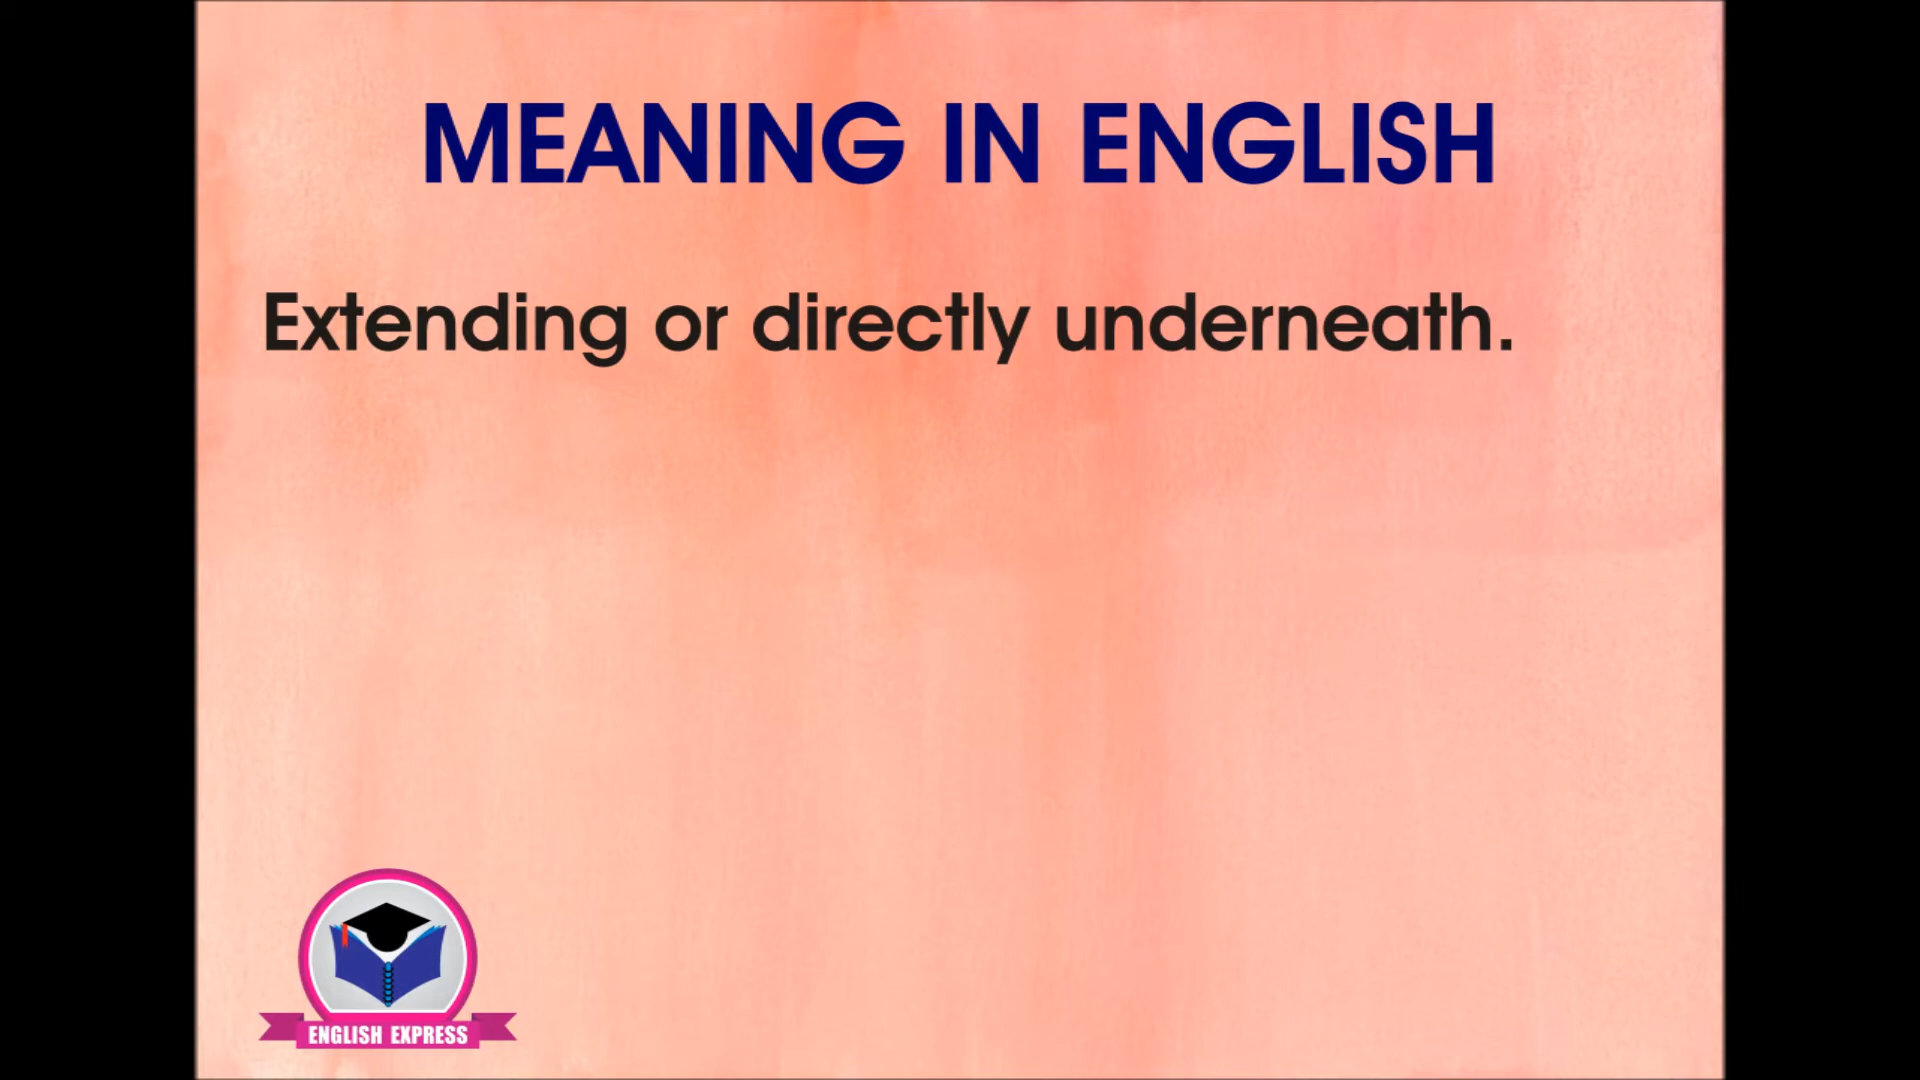 MEANING IN ENGLISH
Extending or directly underneath.
ENGLISH EXPRESS